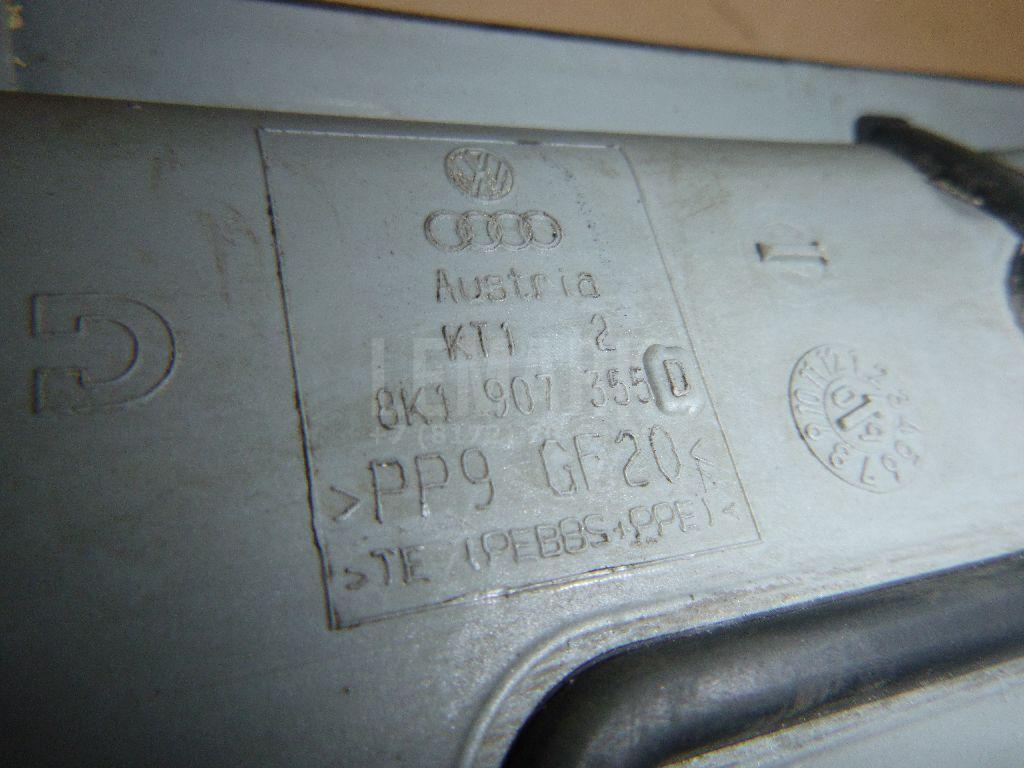 Austria
KT1 2
8K1 907 355 D
>PP9 GF20<
>TE (PEBBS+PPE)<